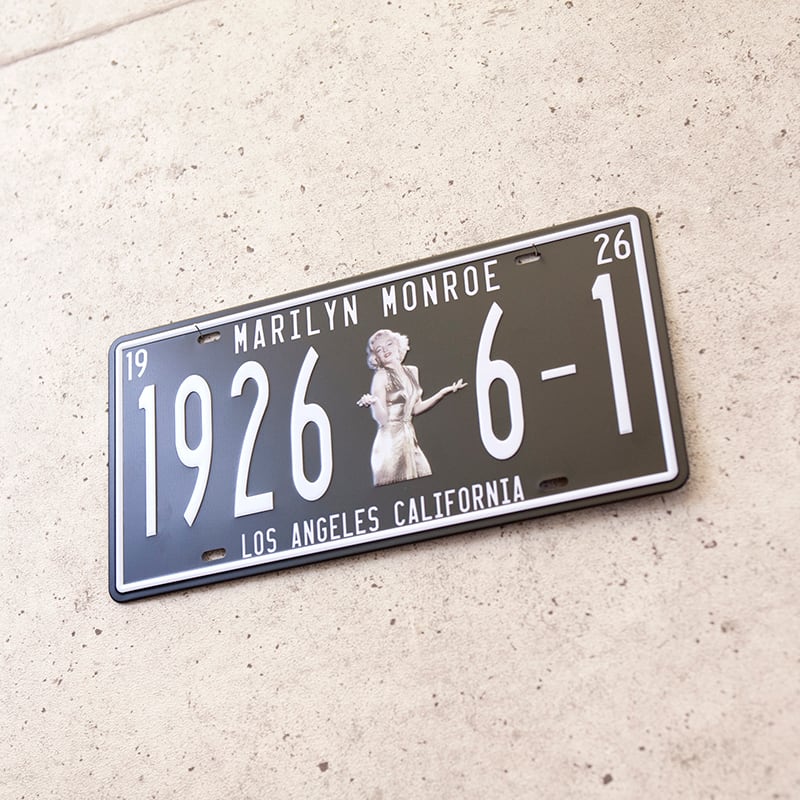 MARILYN MONROE
19 26
1926 6-1
LOS ANGELES CALIFORNIA